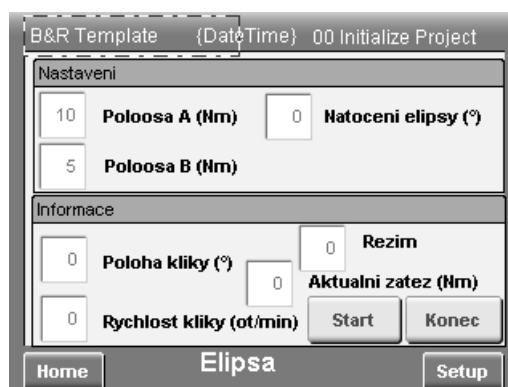 B&R Template {DateTime} 00 Initialize Project
Nastaveni
10 Poloosa A (Nm) 0 Natoceni elipsy (°)
5 Poloosa B (Nm)
Informace
0 Rezim
0 Poloha kliky (°)
0 Aktualni zatez (Nm)
0 Rychlost kliky (ot/min) Start Konec
Home Elipsa Setup